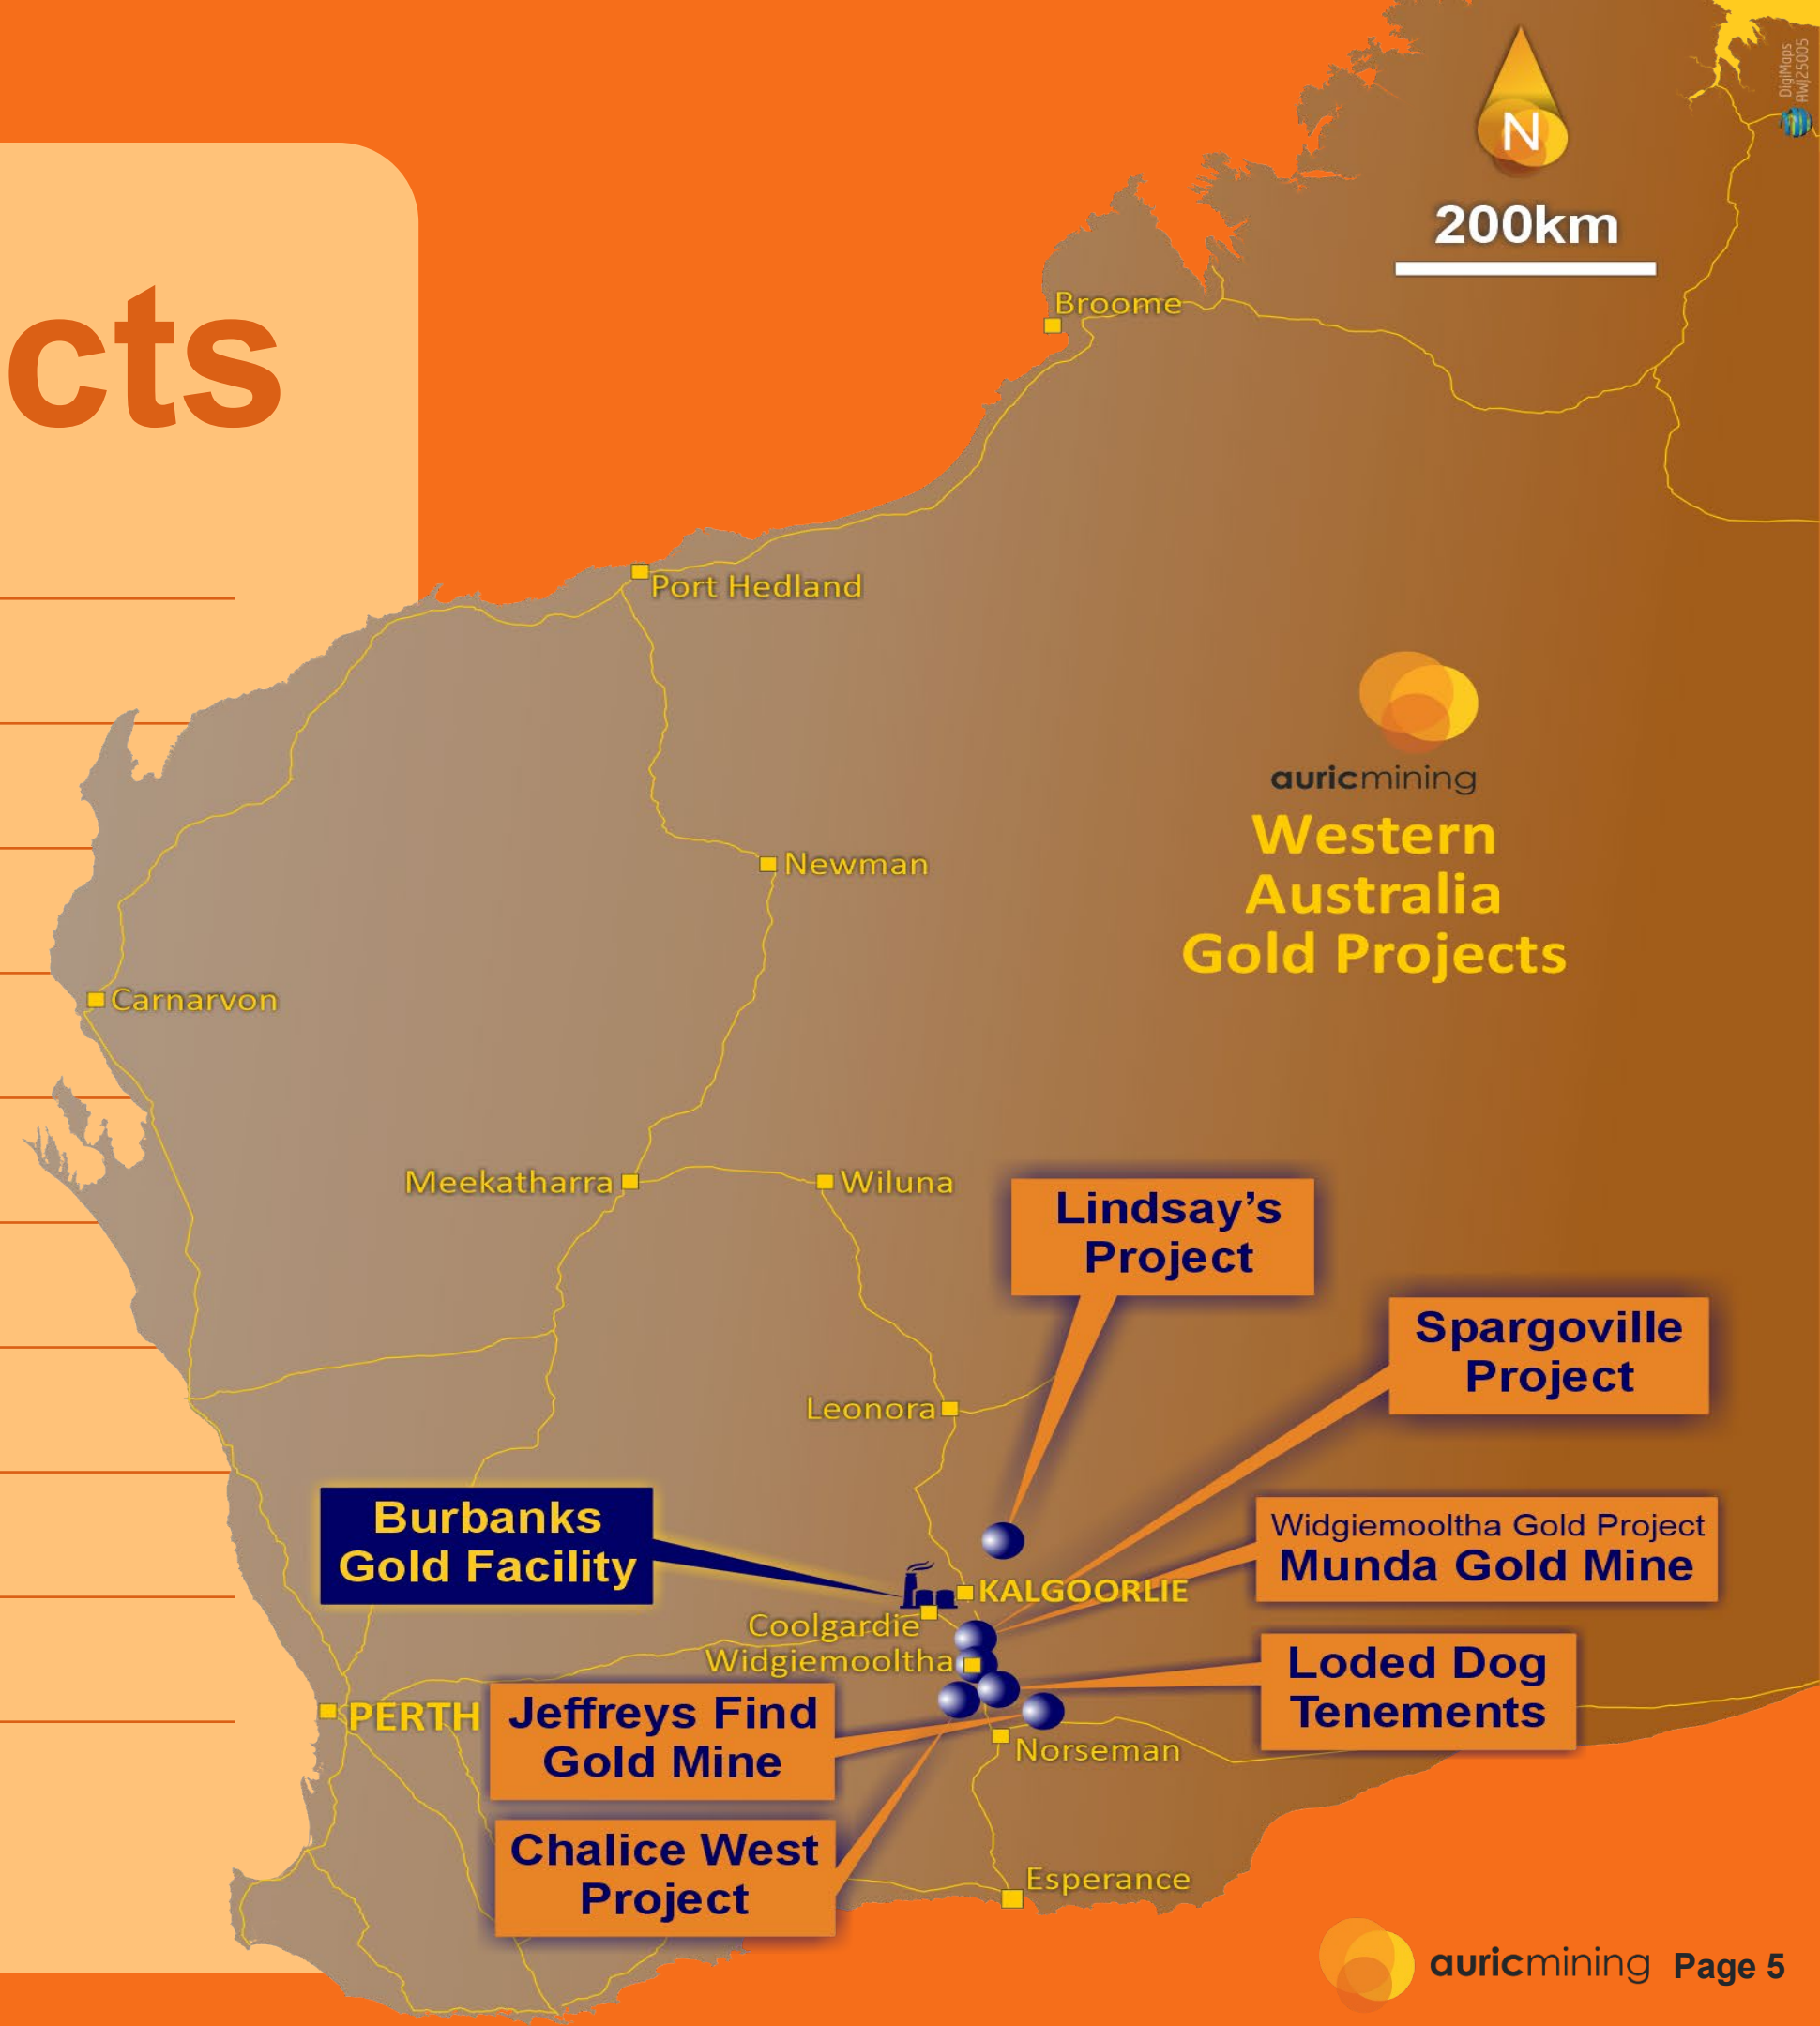 DigiMaps
AWJ25005
N
200km
cts
Broome
Port Hedland
auricmining
Western
Australia
Gold Projects
Newman
Carnarvon
Meekatharra
Wiluna
Lindsay’s
Project
Spargoville
Project
Leonora
Burbanks
Gold Facility
Widgiemooltha Gold Project
Munda Gold Mine
KALGOORLIE
Coolgardie
Widgiemooltha
Loded Dog
Tenements
PERTH
Jeffreys Find
Gold Mine
Norseman
Chalice West
Project
Esperance
auricmining Page 5